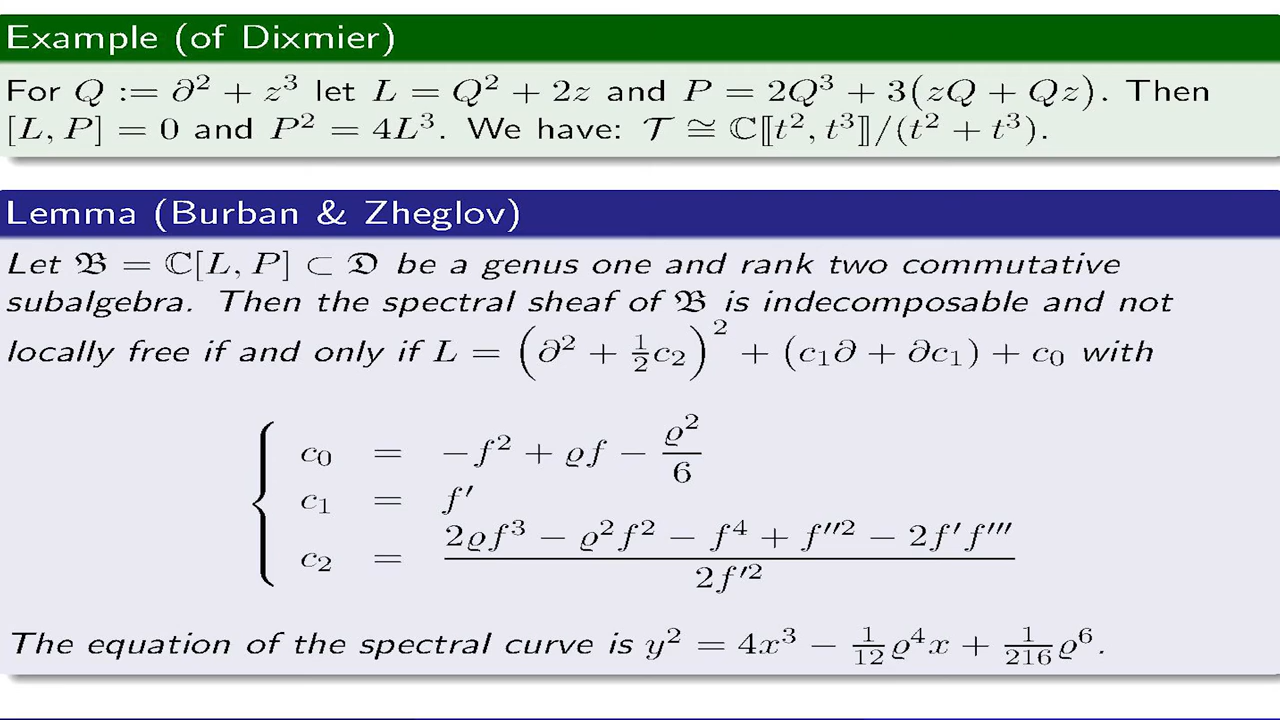 Example (of Dixmier)
For Q := ∂² + z³ let L = Q² + 2z and P = 2Q³ + 3(zQ + Qz). Then
[L, P] = 0 and P² = 4L³. We have: 𝒯 ≅ ℂ⟦t², t³⟧/(t² + t³).
Lemma (Burban & Zheglov)
Let 𝔅 = ℂ[L, P] ⊂ 𝔇 be a genus one and rank two commutative
subalgebra. Then the spectral sheaf of 𝔅 is indecomposable and not
locally free if and only if L = (∂² + ½c₂)² + (c₁∂ + ∂c₁) + c₀ with
c₀ = −f² + ϱf − ϱ²/6
c₁ = f′
c₂ = (2ϱf³ − ϱ²f² − f⁴ + f″² − 2f′f‴)/(2f′²)
The equation of the spectral curve is y² = 4x³ − 1/12 ϱ⁴x + 1/216 ϱ⁶.